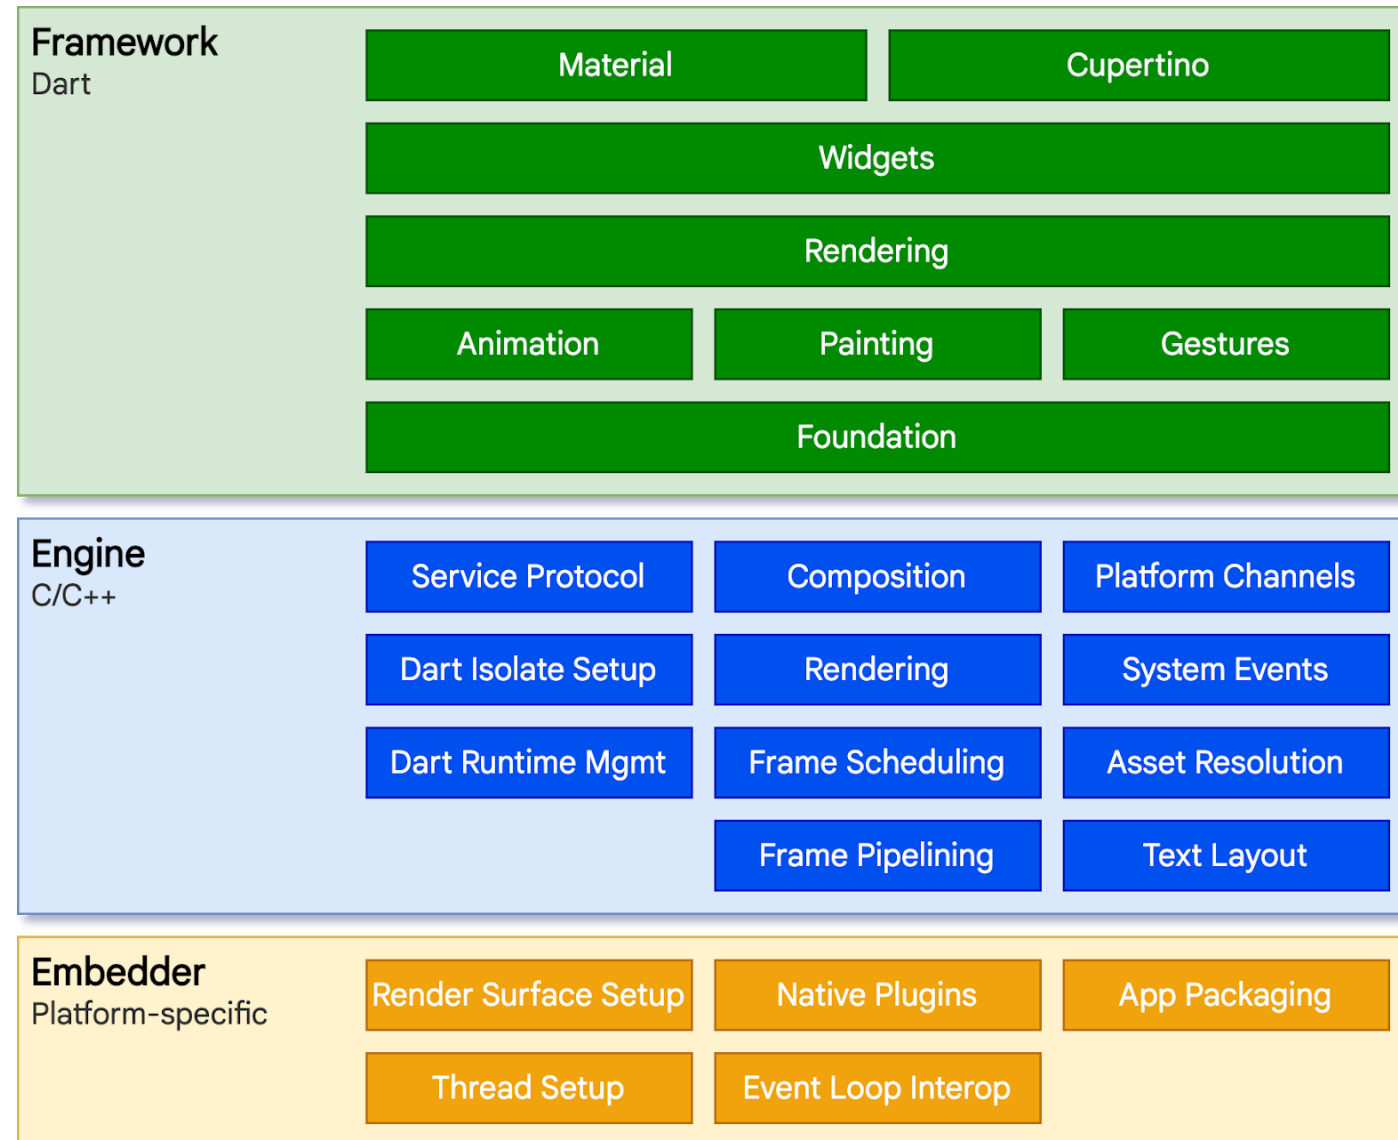 Framework
Dart
Material
Cupertino
Widgets
Rendering
Animation
Painting
Gestures
Foundation
Engine
C/C++
Service Protocol
Composition
Platform Channels
Dart Isolate Setup
Rendering
System Events
Dart Runtime Mgmt
Frame Scheduling
Asset Resolution
Frame Pipelining
Text Layout
Embedder
Platform-specific
Render Surface Setup
Native Plugins
App Packaging
Thread Setup
Event Loop Interop